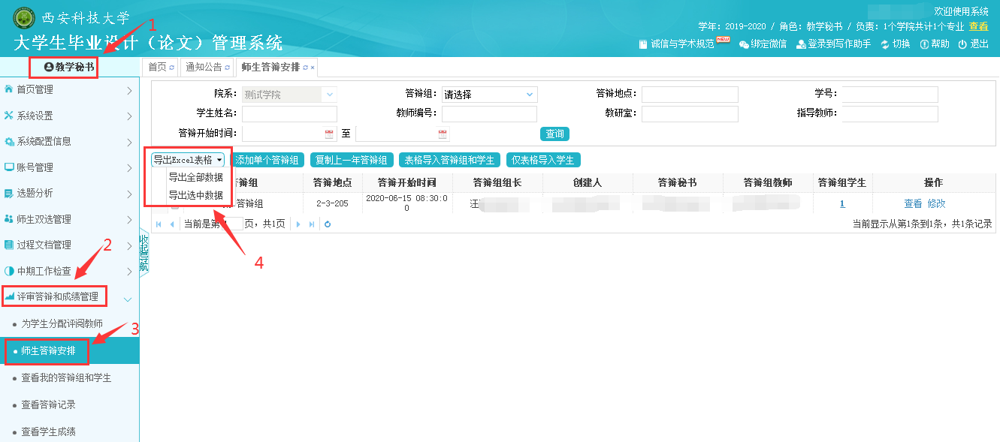 西安科技大学
欢迎使用系统
大学生毕业设计（论文）管理系统
学年：2019-2020 / 角色：教学秘书 / 负责：1个学院共计1个专业 查看
诚信与学术规范 NEW 绑定微信 登录到写作助手 切换 帮助 退出
1
教学秘书
首页 通知公告 师生答辩安排
首页管理
系统设置
系统配置信息
账号管理
选题分析
师生双选管理
过程文档管理
中期工作检查
2
评审答辩和成绩管理
为学生分配评阅教师
3
师生答辩安排
查看我的答辩组和学生
查看答辩记录
查看学生成绩
收起导航
院系： 测试学院 答辩组： 请选择 答辩地点： 学号：
学生姓名： 教师编号： 教研室： 指导教师：
答辩开始时间： 至 查询
导出Excel表格 添加单个答辩组 复制上一年答辩组 表格导入答辩组和学生 仅表格导入学生
导出全部数据
导出选中数据
答辩组 答辩地点 答辩开始时间 答辩组组长 创建人 答辩秘书 答辩组教师 答辩组学生 操作
答辩组 2-3-205 2020-06-15 08:30:00 汪 1 查看 修改
当前是第 页，共1页 当前显示从第1条到1条，共1条记录
4